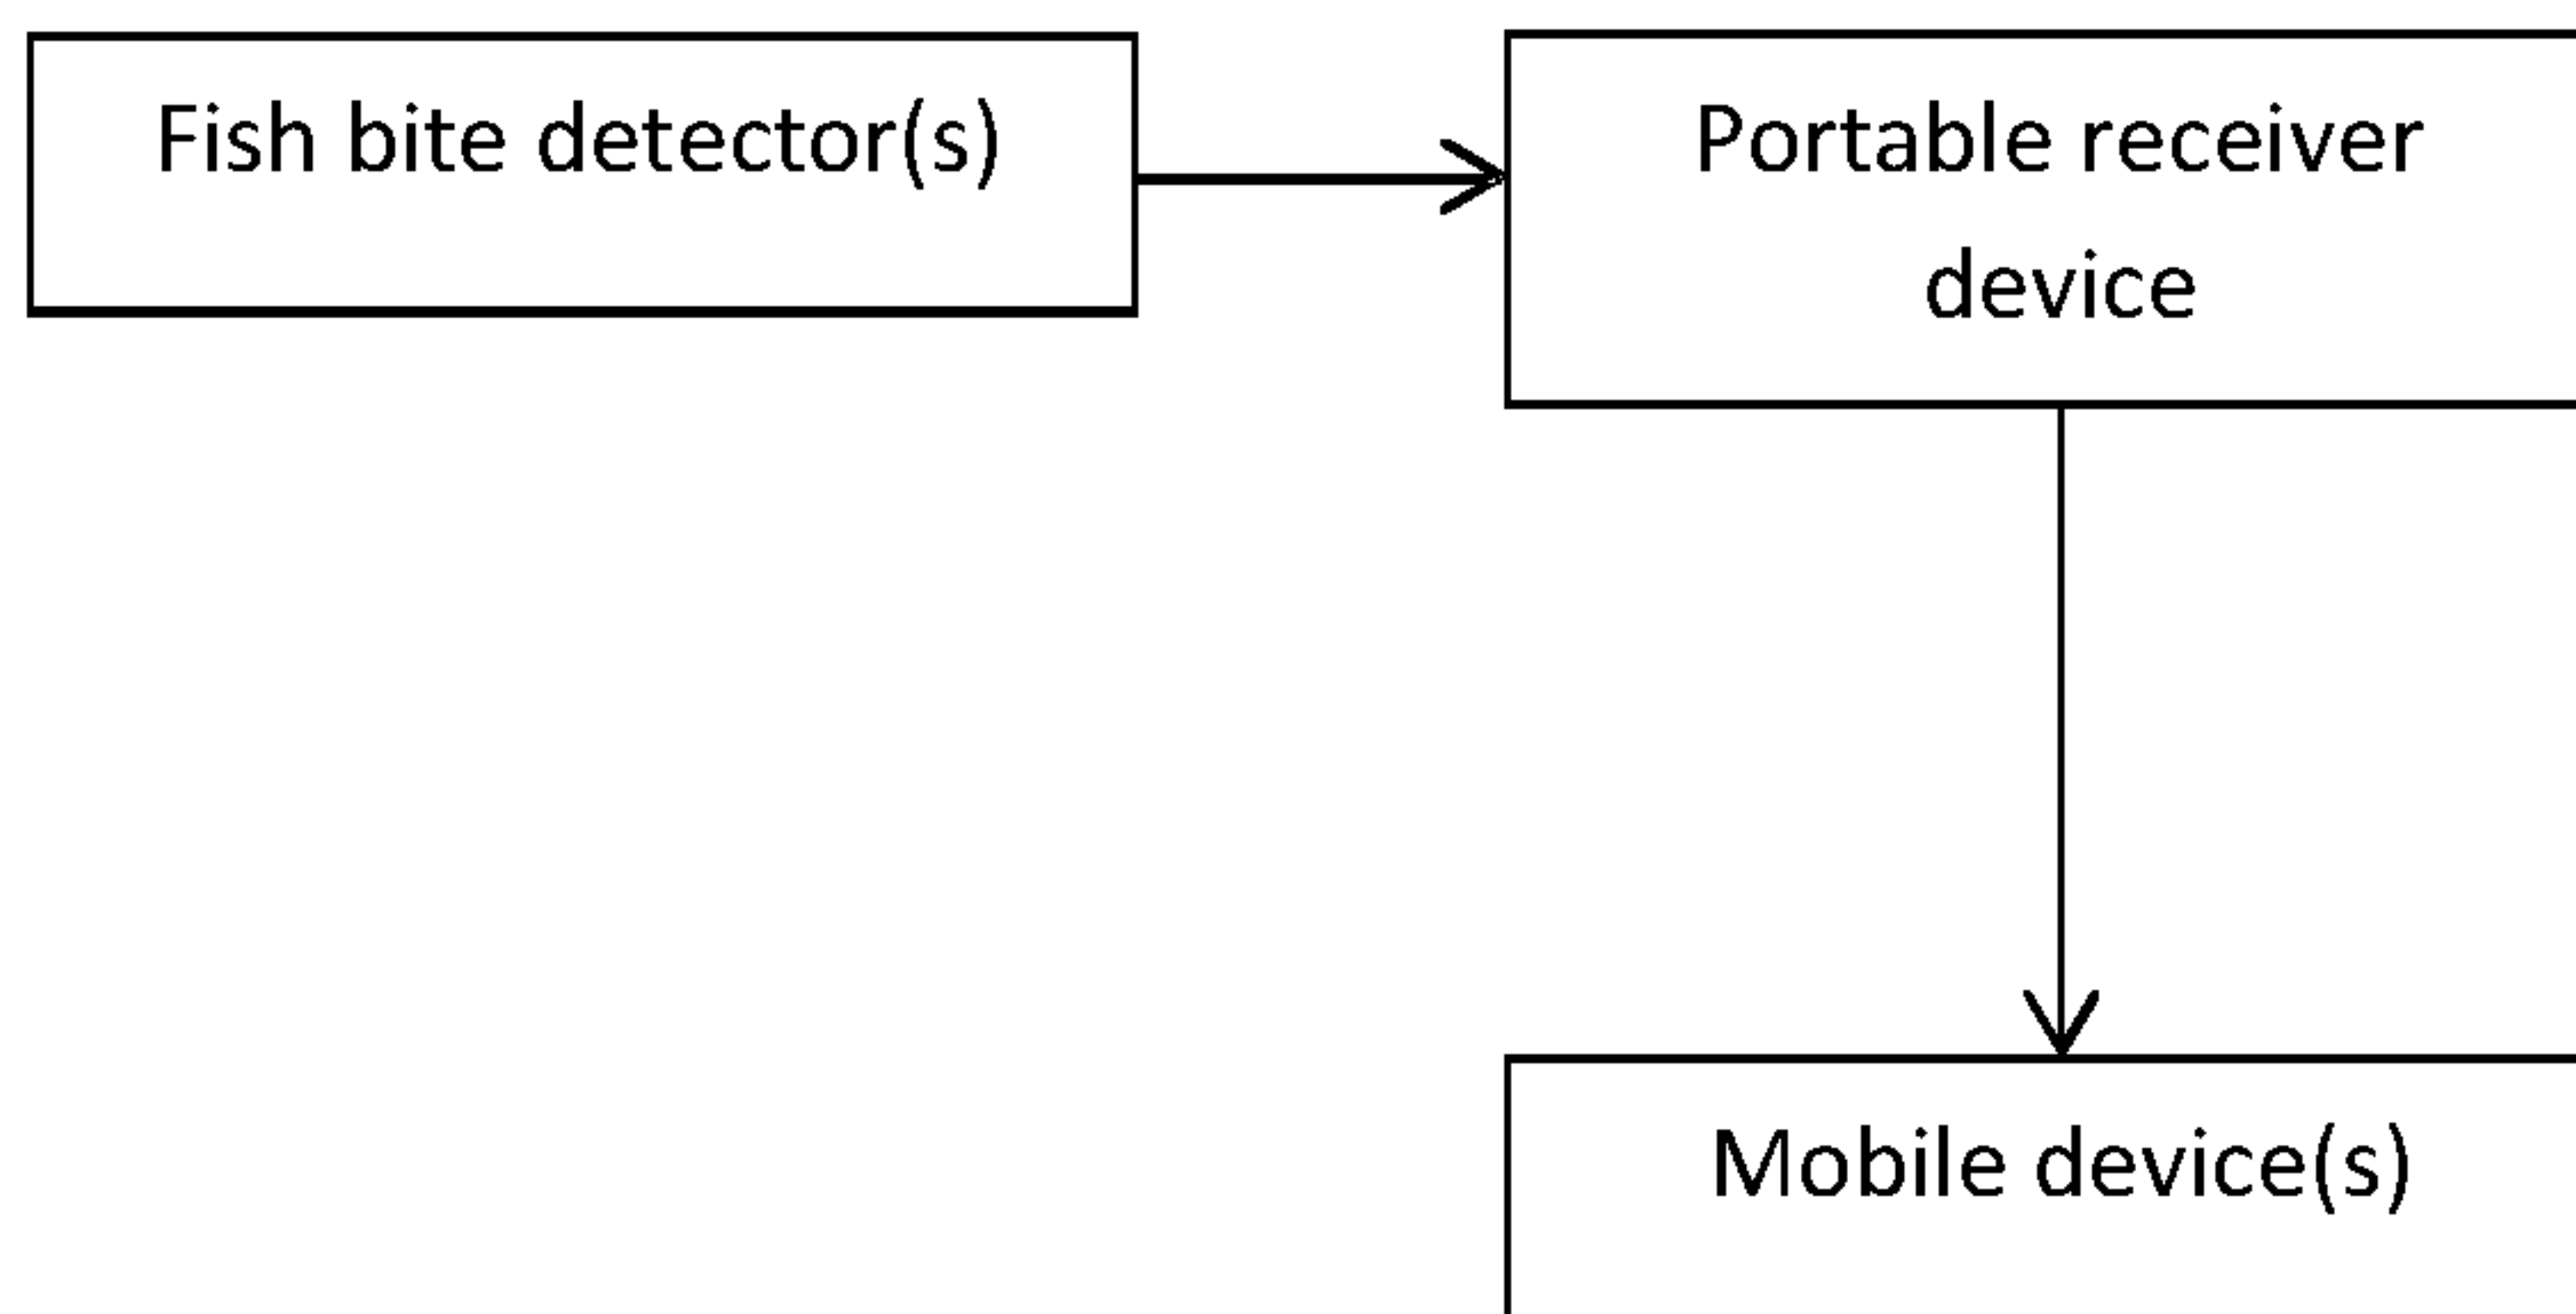 Fish bite detector(s)
Portable receiver
device
Mobile device(s)